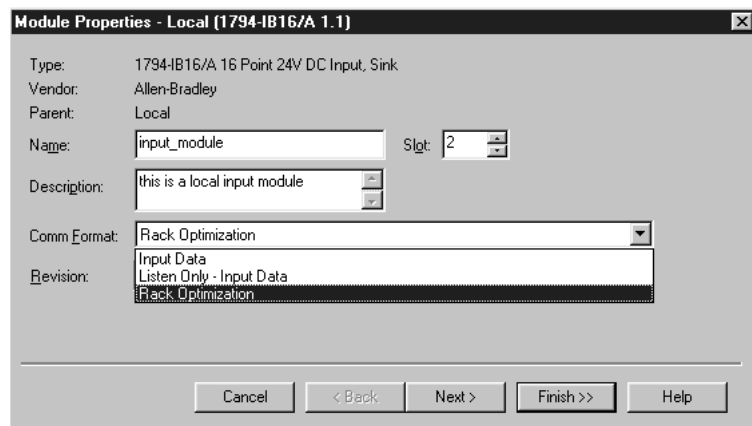 Module Properties - Local (1794-IB16/A 1.1)
Type: 1794-IB16/A 16 Point 24V DC Input, Sink
Vendor: Allen-Bradley
Parent: Local
Name: input_module Slot: 2
Description: this is a local input module
Comm Format: Rack Optimization
Input Data
Revision: Listen Only - Input Data
Rack Optimization
Cancel < Back Next > Finish >> Help